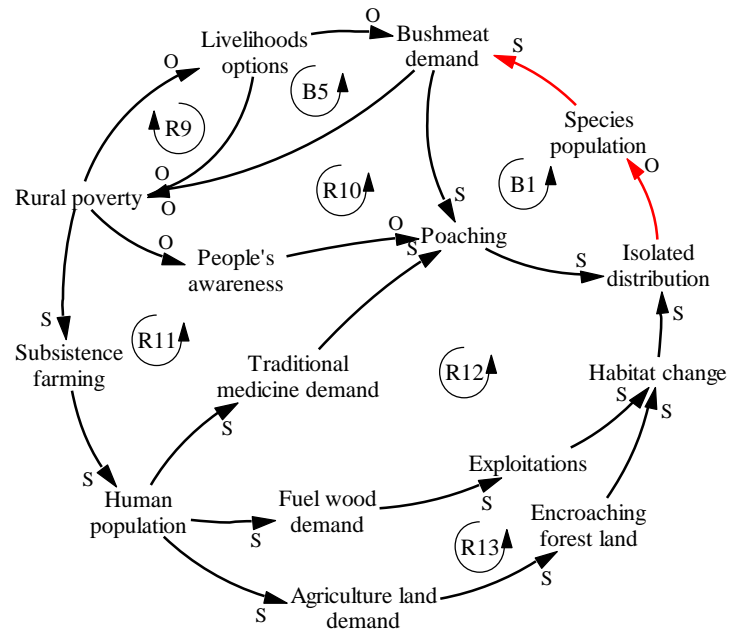 O
Livelihoods
options
Bushmeat
demand
S
O
B5
R9
Species
population
O
B1
O
O
R10
S
Rural poverty
O
People's
awareness
O
S
Poaching
S
Isolated
distribution
S
S
R11
Subsistence
farming
Traditional
medicine demand
R12
Habitat change
S
S
S
S
Human
population
Fuel wood
demand
S
Exploitations
S
Encroaching
forest land
R13
S
S
Agriculture land
demand